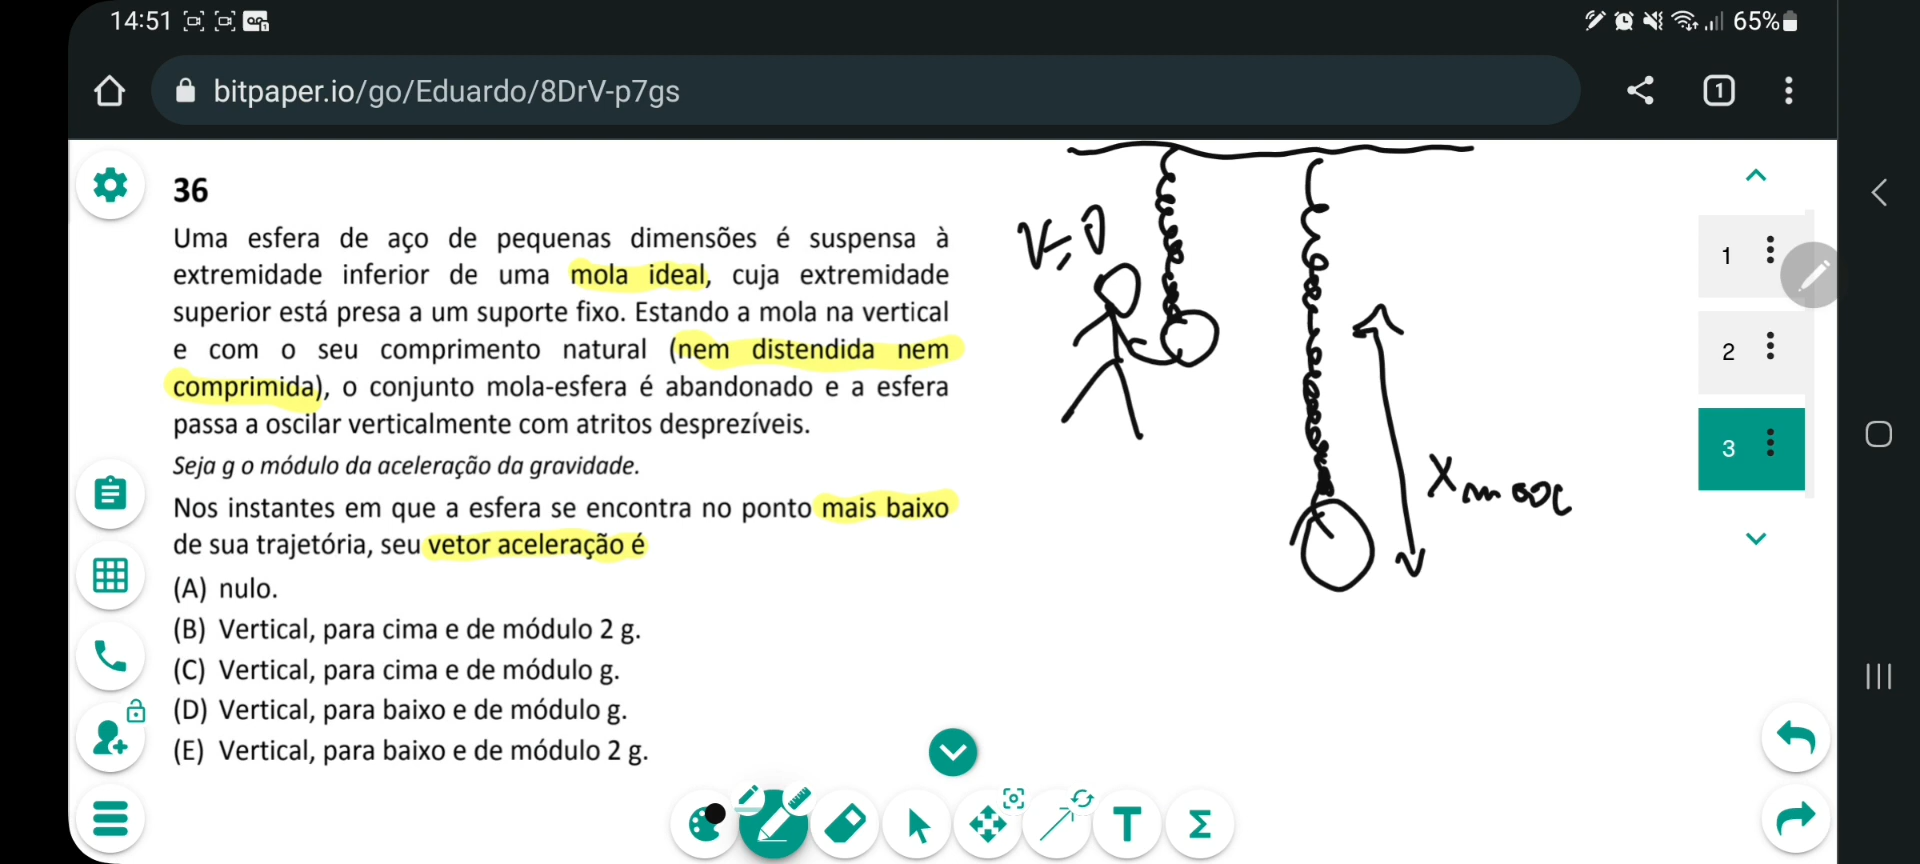 14:51
65%
bitpaper.io/go/Eduardo/8DrV-p7gs
1
36
Uma esfera de aço de pequenas dimensões é suspensa à
extremidade inferior de uma mola ideal, cuja extremidade
superior está presa a um suporte fixo. Estando a mola na vertical
e com o seu comprimento natural (nem distendida nem
comprimida), o conjunto mola-esfera é abandonado e a esfera
passa a oscilar verticalmente com atritos desprezíveis.
Seja g o módulo da aceleração da gravidade.
Nos instantes em que a esfera se encontra no ponto mais baixo
de sua trajetória, seu vetor aceleração é
(A) nulo.
(B) Vertical, para cima e de módulo 2 g.
(C) Vertical, para cima e de módulo g.
(D) Vertical, para baixo e de módulo g.
(E) Vertical, para baixo e de módulo 2 g.
V=0
Xmax
1
2
3
T
Σ